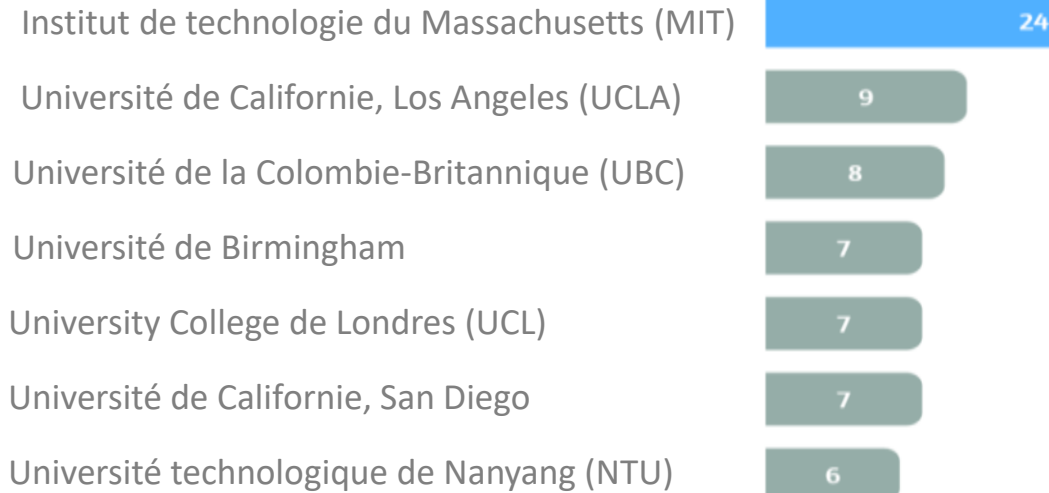 Institut de technologie du Massachusetts (MIT) 24
Université de Californie, Los Angeles (UCLA) 9
Université de la Colombie-Britannique (UBC) 8
Université de Birmingham 7
University College de Londres (UCL) 7
Université de Californie, San Diego 7
Université technologique de Nanyang (NTU) 6